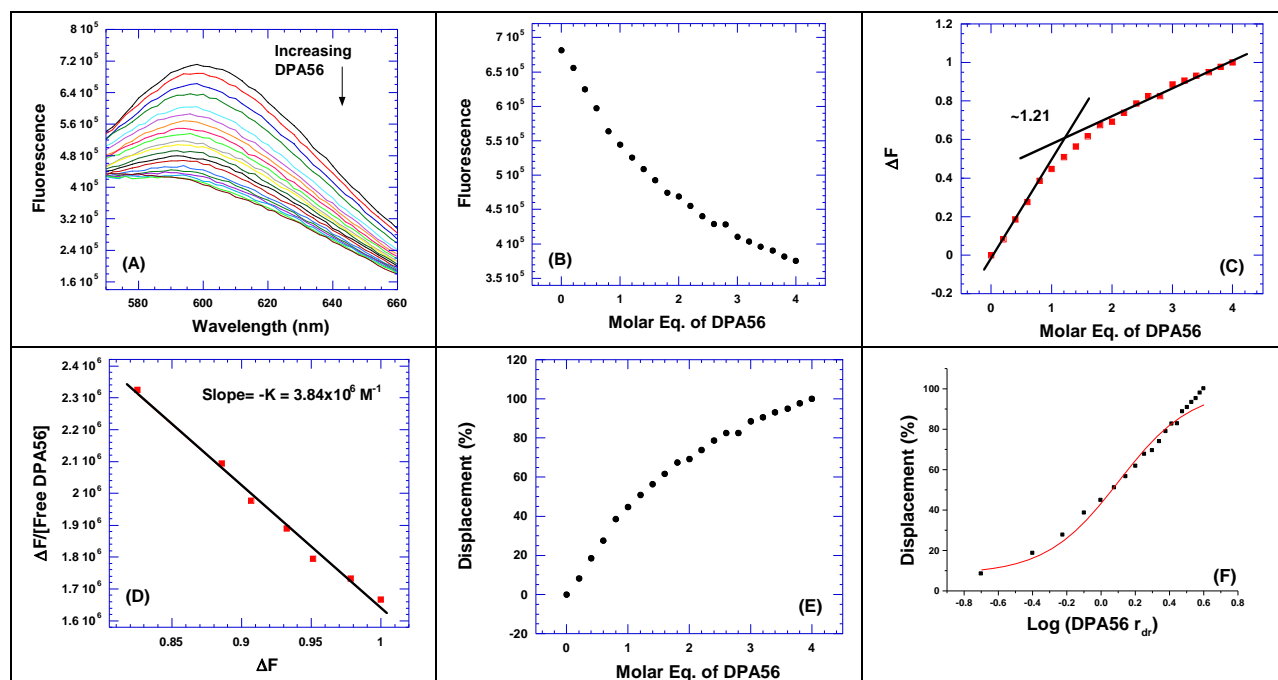 8 10⁵
7.2 10⁵
6.4 10⁵
5.6 10⁵
4.8 10⁵
4 10⁵
3.2 10⁵
2.4 10⁵
1.6 10⁵
Fluorescence
Increasing
DPA56
(A)
580 600 620 640 660
Wavelength (nm)
7 10⁵
6.5 10⁵
6 10⁵
5.5 10⁵
5 10⁵
4.5 10⁵
4 10⁵
3.5 10⁵
Fluorescence
(B)
0 1 2 3 4
Molar Eq. of DPA56
1
0.8
0.6
0.4
0.2
0
-0.2
ΔF
~1.21
(C)
0 1 2 3 4
Molar Eq. of DPA56
2.4 10⁶
2.3 10⁶
2.2 10⁶
2.1 10⁶
2 10⁶
1.9 10⁶
1.8 10⁶
1.7 10⁶
1.6 10⁶
ΔF/[Free DPA56]
Slope= -K = 3.84x10⁶ M⁻¹
(D)
0.85 0.9 0.95 1
ΔF
120
100
80
60
40
20
0
-20
Displacement (%)
(E)
0 1 2 3 4
Molar Eq. of DPA56
100
80
60
40
20
0
Displacement (%)
(F)
-0.8 -0.6 -0.4 -0.2 0.0 0.2 0.4 0.6 0.8
Log (DPA56 r_dr)